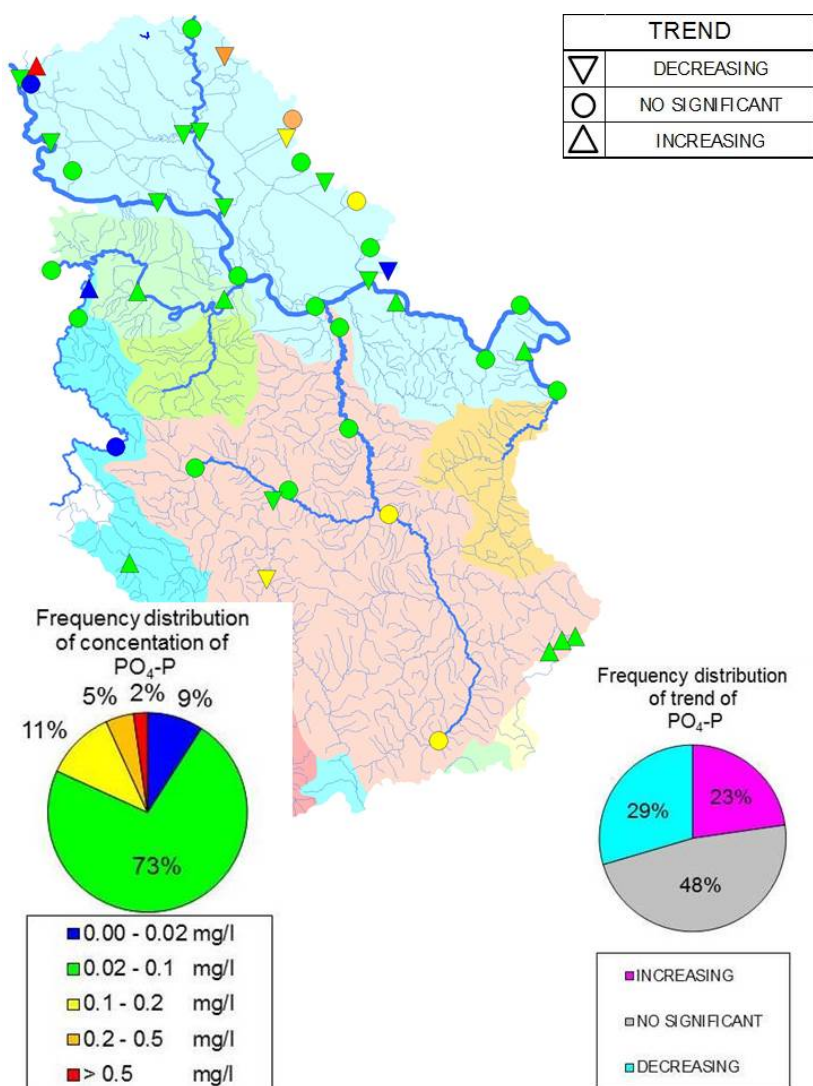 TREND
DECREASING
NO SIGNIFICANT
INCREASING
Frequency distribution
of concentation of
PO₄-P
5%
2%
9%
11%
73%
0.00 - 0.02 mg/l
0.02 - 0.1 mg/l
0.1 - 0.2 mg/l
0.2 - 0.5 mg/l
> 0.5 mg/l
Frequency distribution
of trend of
PO₄-P
29%
23%
48%
INCREASING
NO SIGNIFICANT
DECREASING